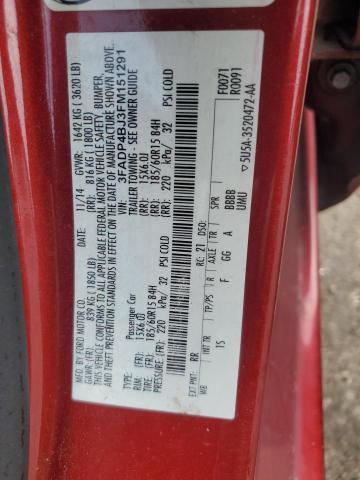 MFD. BY FORD MOTOR CO.
DATE: 11/14 GVWR: 1642 KG ( 3620 LB)
GAWR: (FR): 839 KG ( 1850 LB) (RR): 816 KG ( 1800 LB)
THIS VEHICLE CONFORMS TO ALL APPLICABLE FEDERAL MOTOR VEHICLE SAFETY, BUMPER,
AND THEFT PREVENTION STANDARDS IN EFFECT ON THE DATE OF MANUFACTURE SHOWN ABOVE.
VIN: 3FADP4BJ3FM151291
Passenger Car TRAILER TOWING - SEE OWNER GUIDE
RIM: (FR): 15X6.0J (RR): 15X6.0J
TIRE: (FR): 185/60R15 84H (RR): 185/60R15 84H
PRESSURE: (FR): 220 kPa/ 32 PSI COLD (RR): 220 kPa/ 32 PSI COLD
F0071
R0091
EXT PNT: RR RC: 21 DSO:
WB INT TR TP/PS R AXLE TR SPR
15 F GG A BBBB
UMU
5U5A-3520472-AA